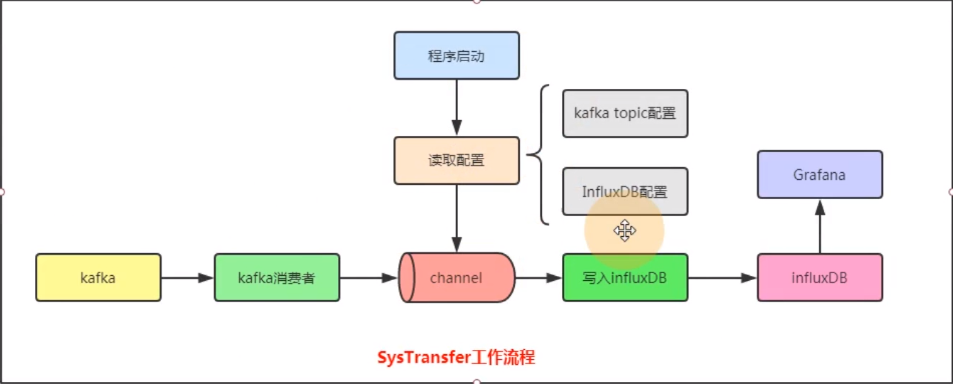 程序启动
读取配置
kafka topic配置
InfluxDB配置
Grafana
kafka
kafka消费者
channel
写入influxDB
influxDB
SysTransfer工作流程